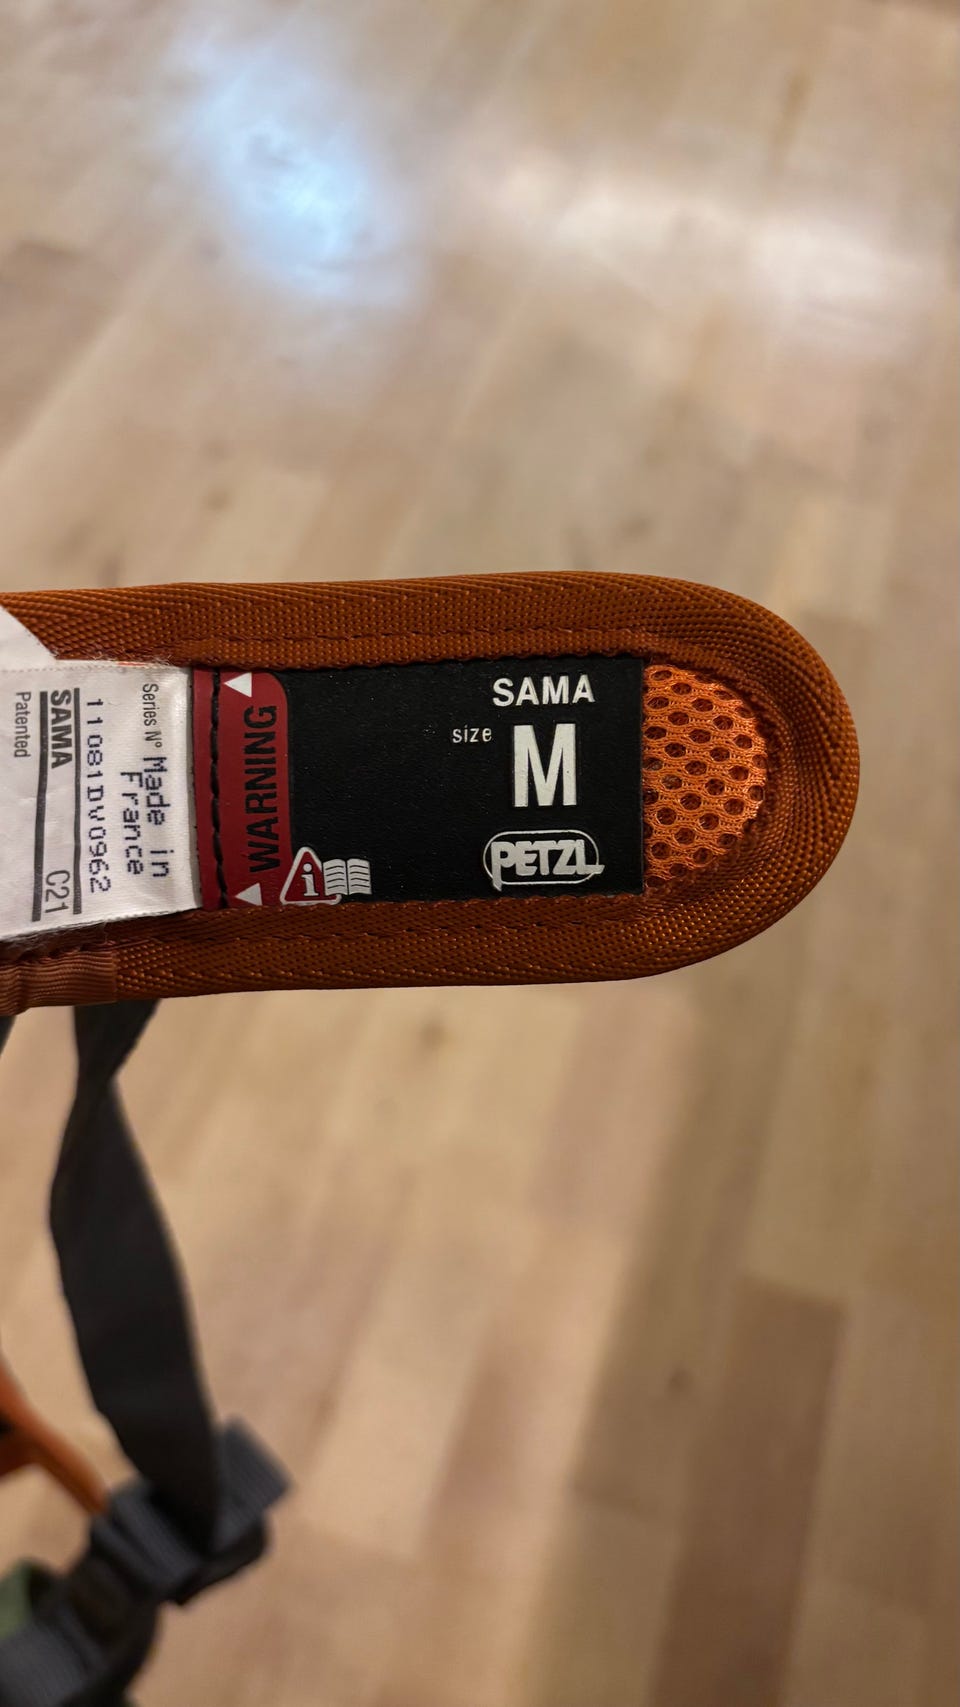 SAMA
size M
PETZL
WARNING
i
Made in
France
Series N°
11081DV0962
SAMA C21
Patented